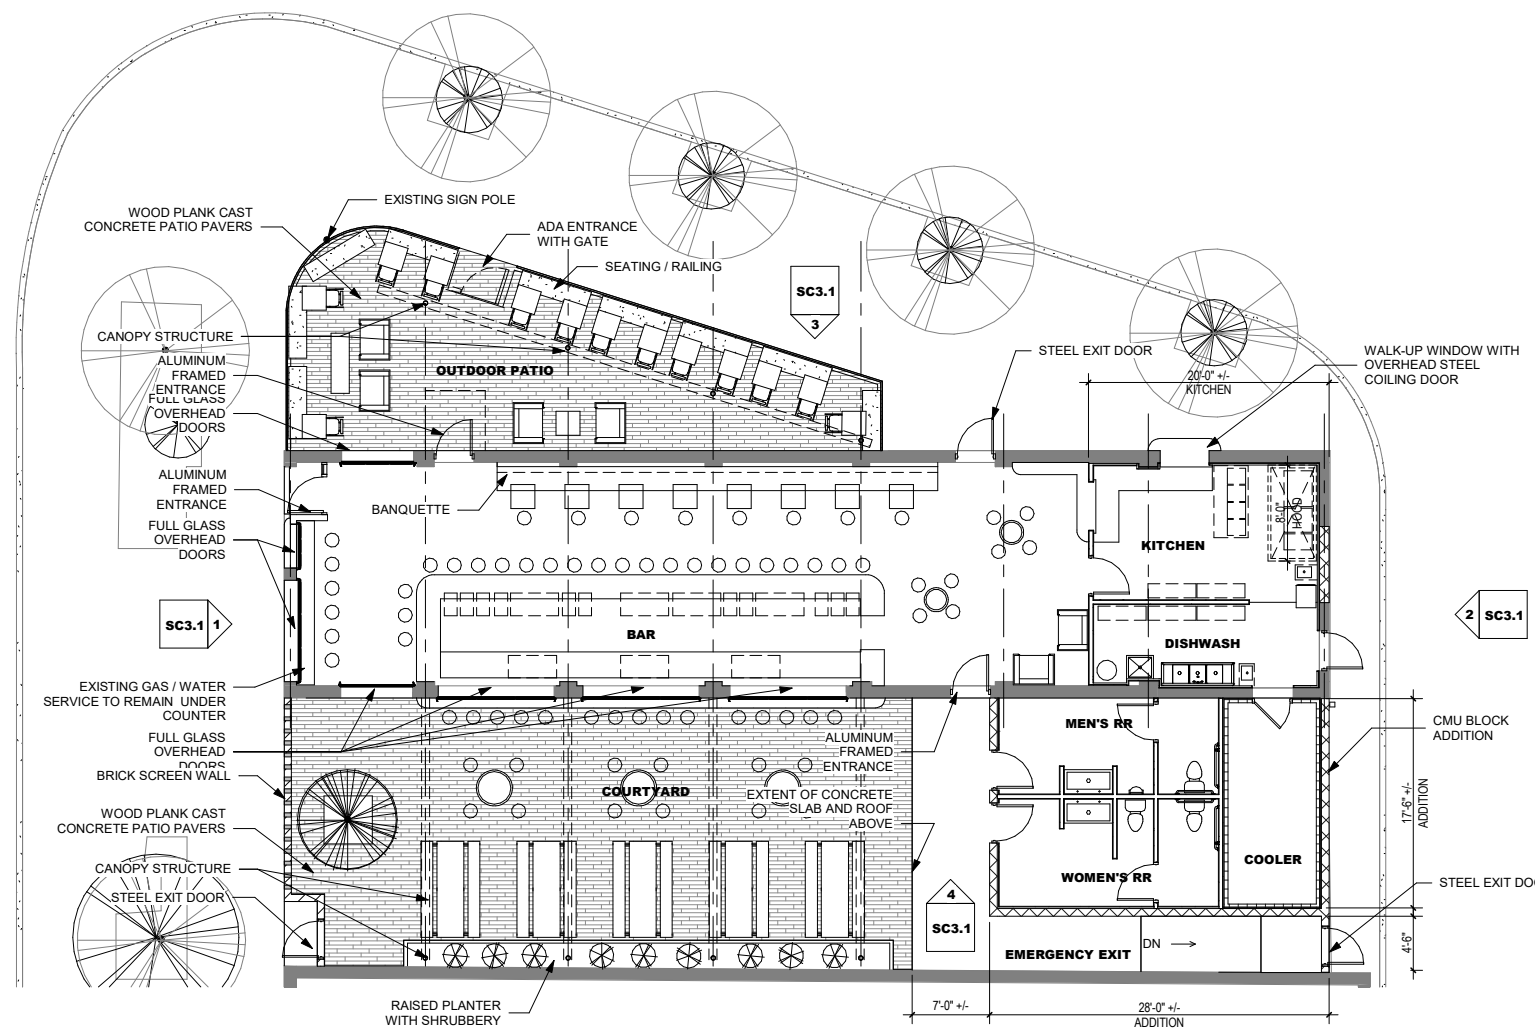 EXISTING SIGN POLE
WOOD PLANK CAST
CONCRETE PATIO PAVERS
ADA ENTRANCE
WITH GATE
SEATING / RAILING
SC3.1
3
CANOPY STRUCTURE
ALUMINUM
FRAMED
ENTRANCE
FULL GLASS
OVERHEAD
DOORS
OUTDOOR PATIO
STEEL EXIT DOOR
WALK-UP WINDOW WITH
OVERHEAD STEEL
COILING DOOR
20'-0" +/-
KITCHEN
ALUMINUM
FRAMED
ENTRANCE
BANQUETTE
FULL GLASS
OVERHEAD
DOORS
8'-0"
HOOD
KITCHEN
SC3.1
1
BAR
DISHWASH
2
SC3.1
EXISTING GAS / WATER
SERVICE TO REMAIN UNDER
COUNTER
FULL GLASS
OVERHEAD
DOORS
BRICK SCREEN WALL
MEN'S RR
CMU BLOCK
ADDITION
ALUMINUM
FRAMED
ENTRANCE
COURTYARD
EXTENT OF CONCRETE
SLAB AND ROOF
ABOVE
WOOD PLANK CAST
CONCRETE PATIO PAVERS
17'-6" +/-
ADDITION
CANOPY STRUCTURE
STEEL EXIT DOOR
COOLER
WOMEN'S RR
4
SC3.1
STEEL EXIT DO
DN
EMERGENCY EXIT
4'-6"
RAISED PLANTER
WITH SHRUBBERY
7'-0" +/-
28'-0" +/-
ADDITION